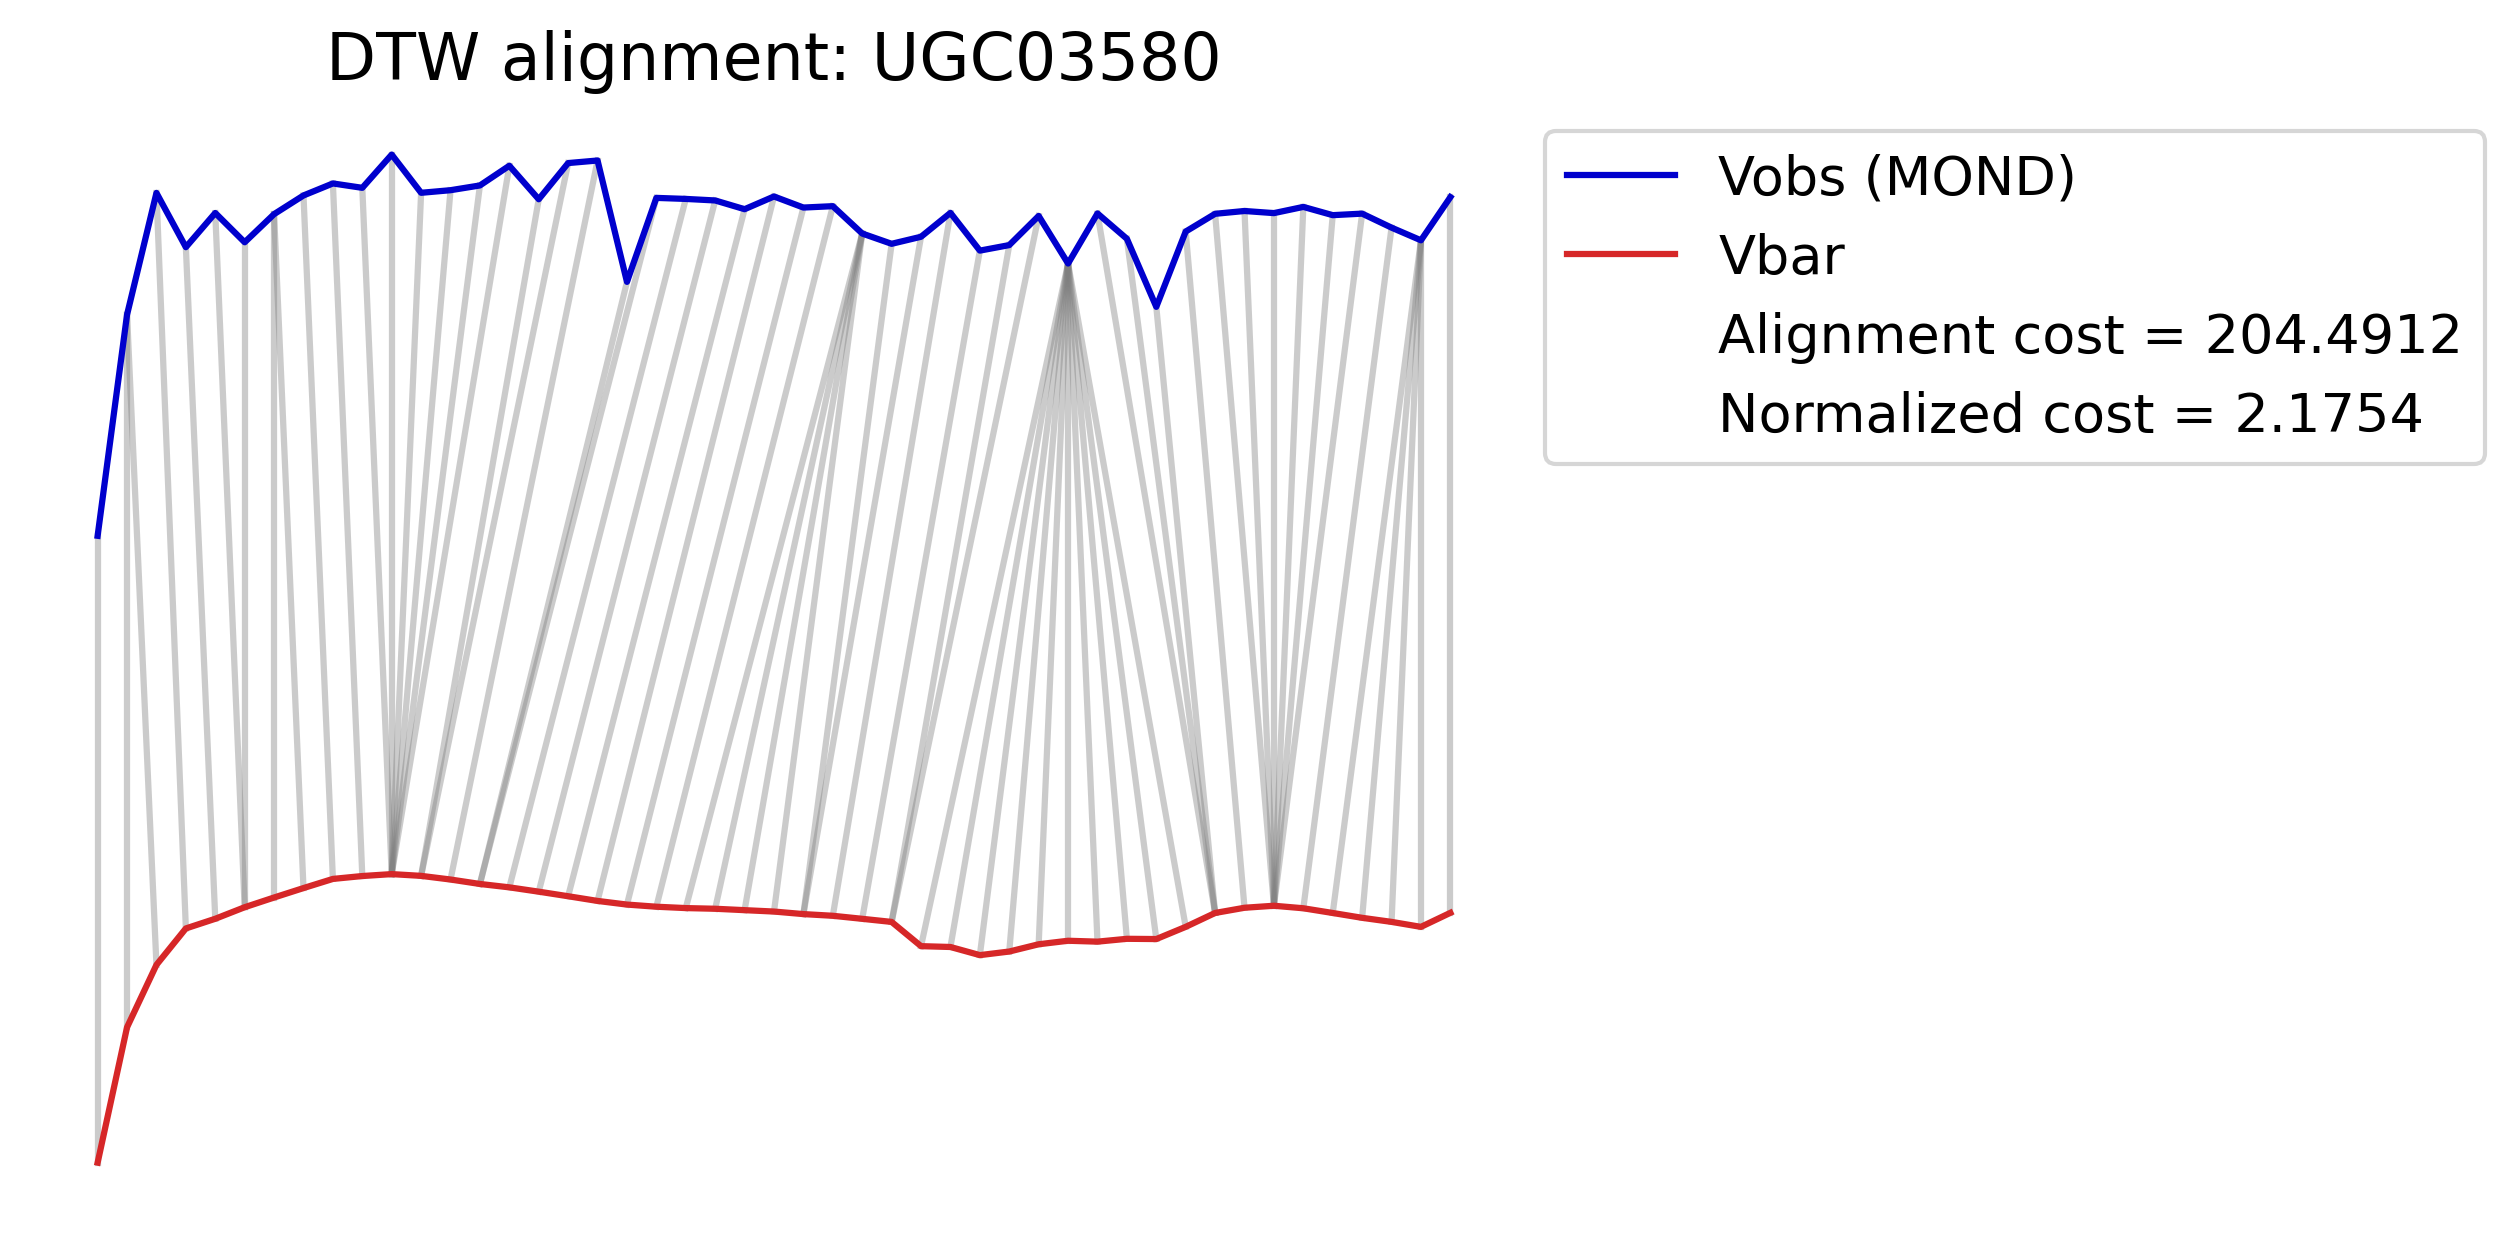 DTW alignment: UGC03580
Vobs (MOND)
Vbar
Alignment cost = 204.4912
Normalized cost = 2.1754